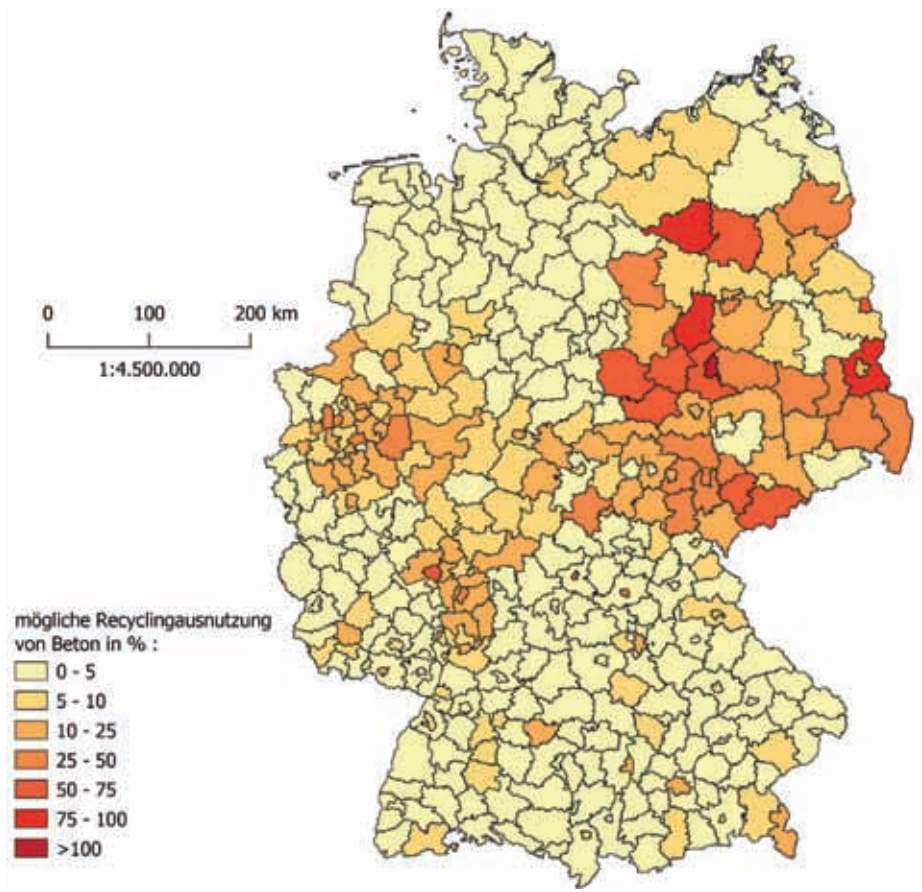 0 100 200 km
1:4.500.000
mögliche Recyclingausnutzung
von Beton in % :
0 - 5
5 - 10
10 - 25
25 - 50
50 - 75
75 - 100
>100